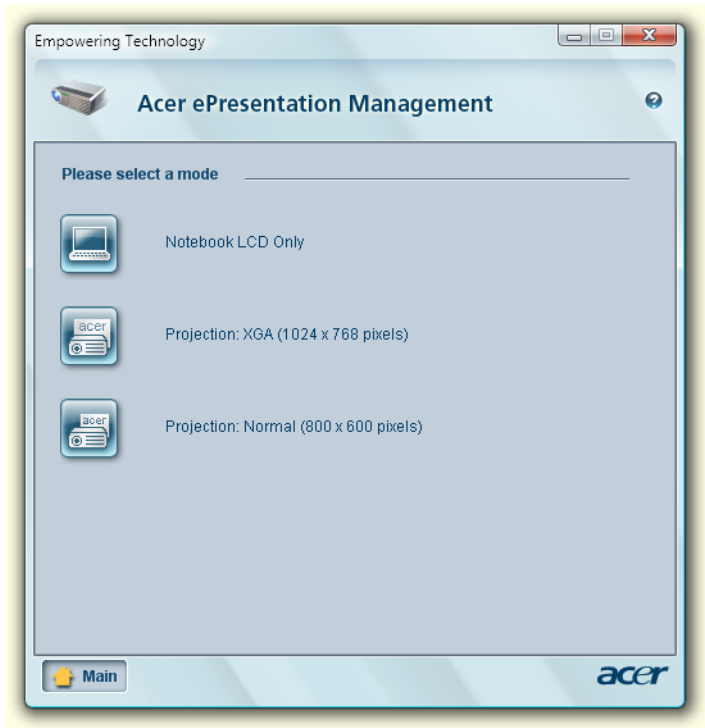 Empowering Technology
Acer ePresentation Management
Please select a mode
Notebook LCD Only
acer
Projection: XGA (1024 x 768 pixels)
acer
Projection: Normal (800 x 600 pixels)
Main
acer